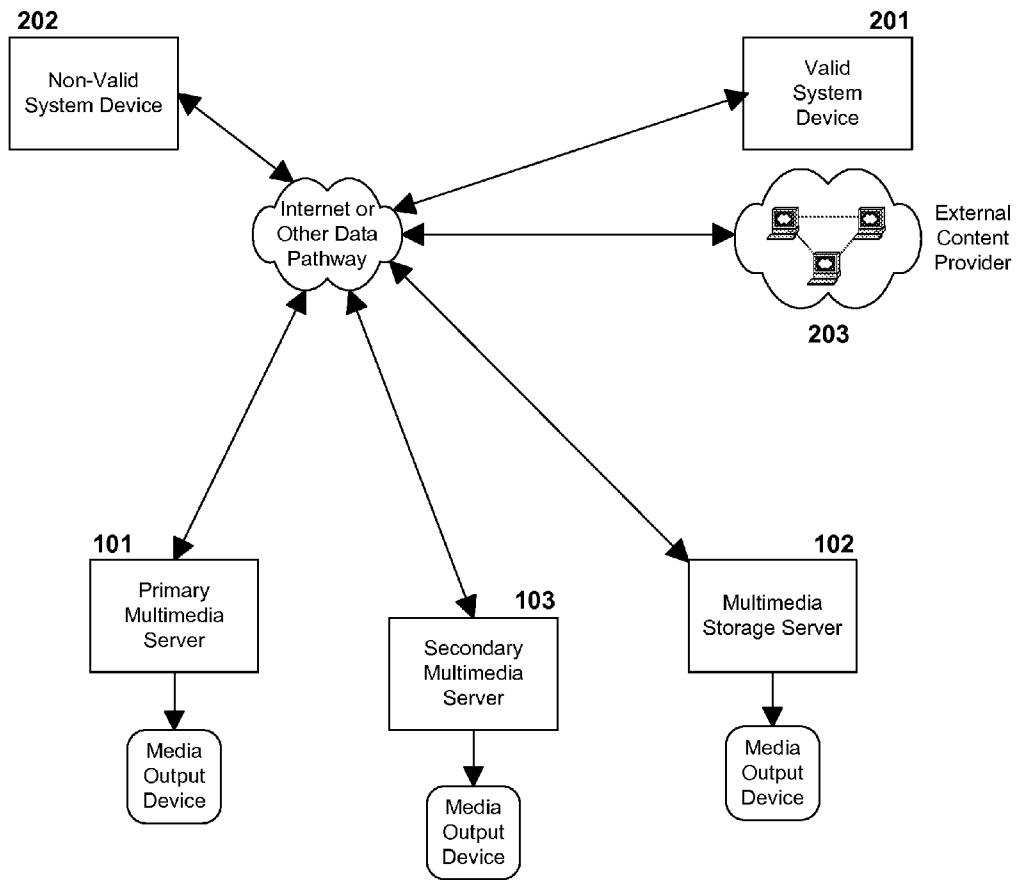 202
Non-Valid
System Device
201
Valid
System
Device
Internet or
Other Data
Pathway
External
Content
Provider
203
101
Primary
Multimedia
Server
103
Secondary
Multimedia
Server
102
Multimedia
Storage Server
Media
Output
Device
Media
Output
Device
Media
Output
Device